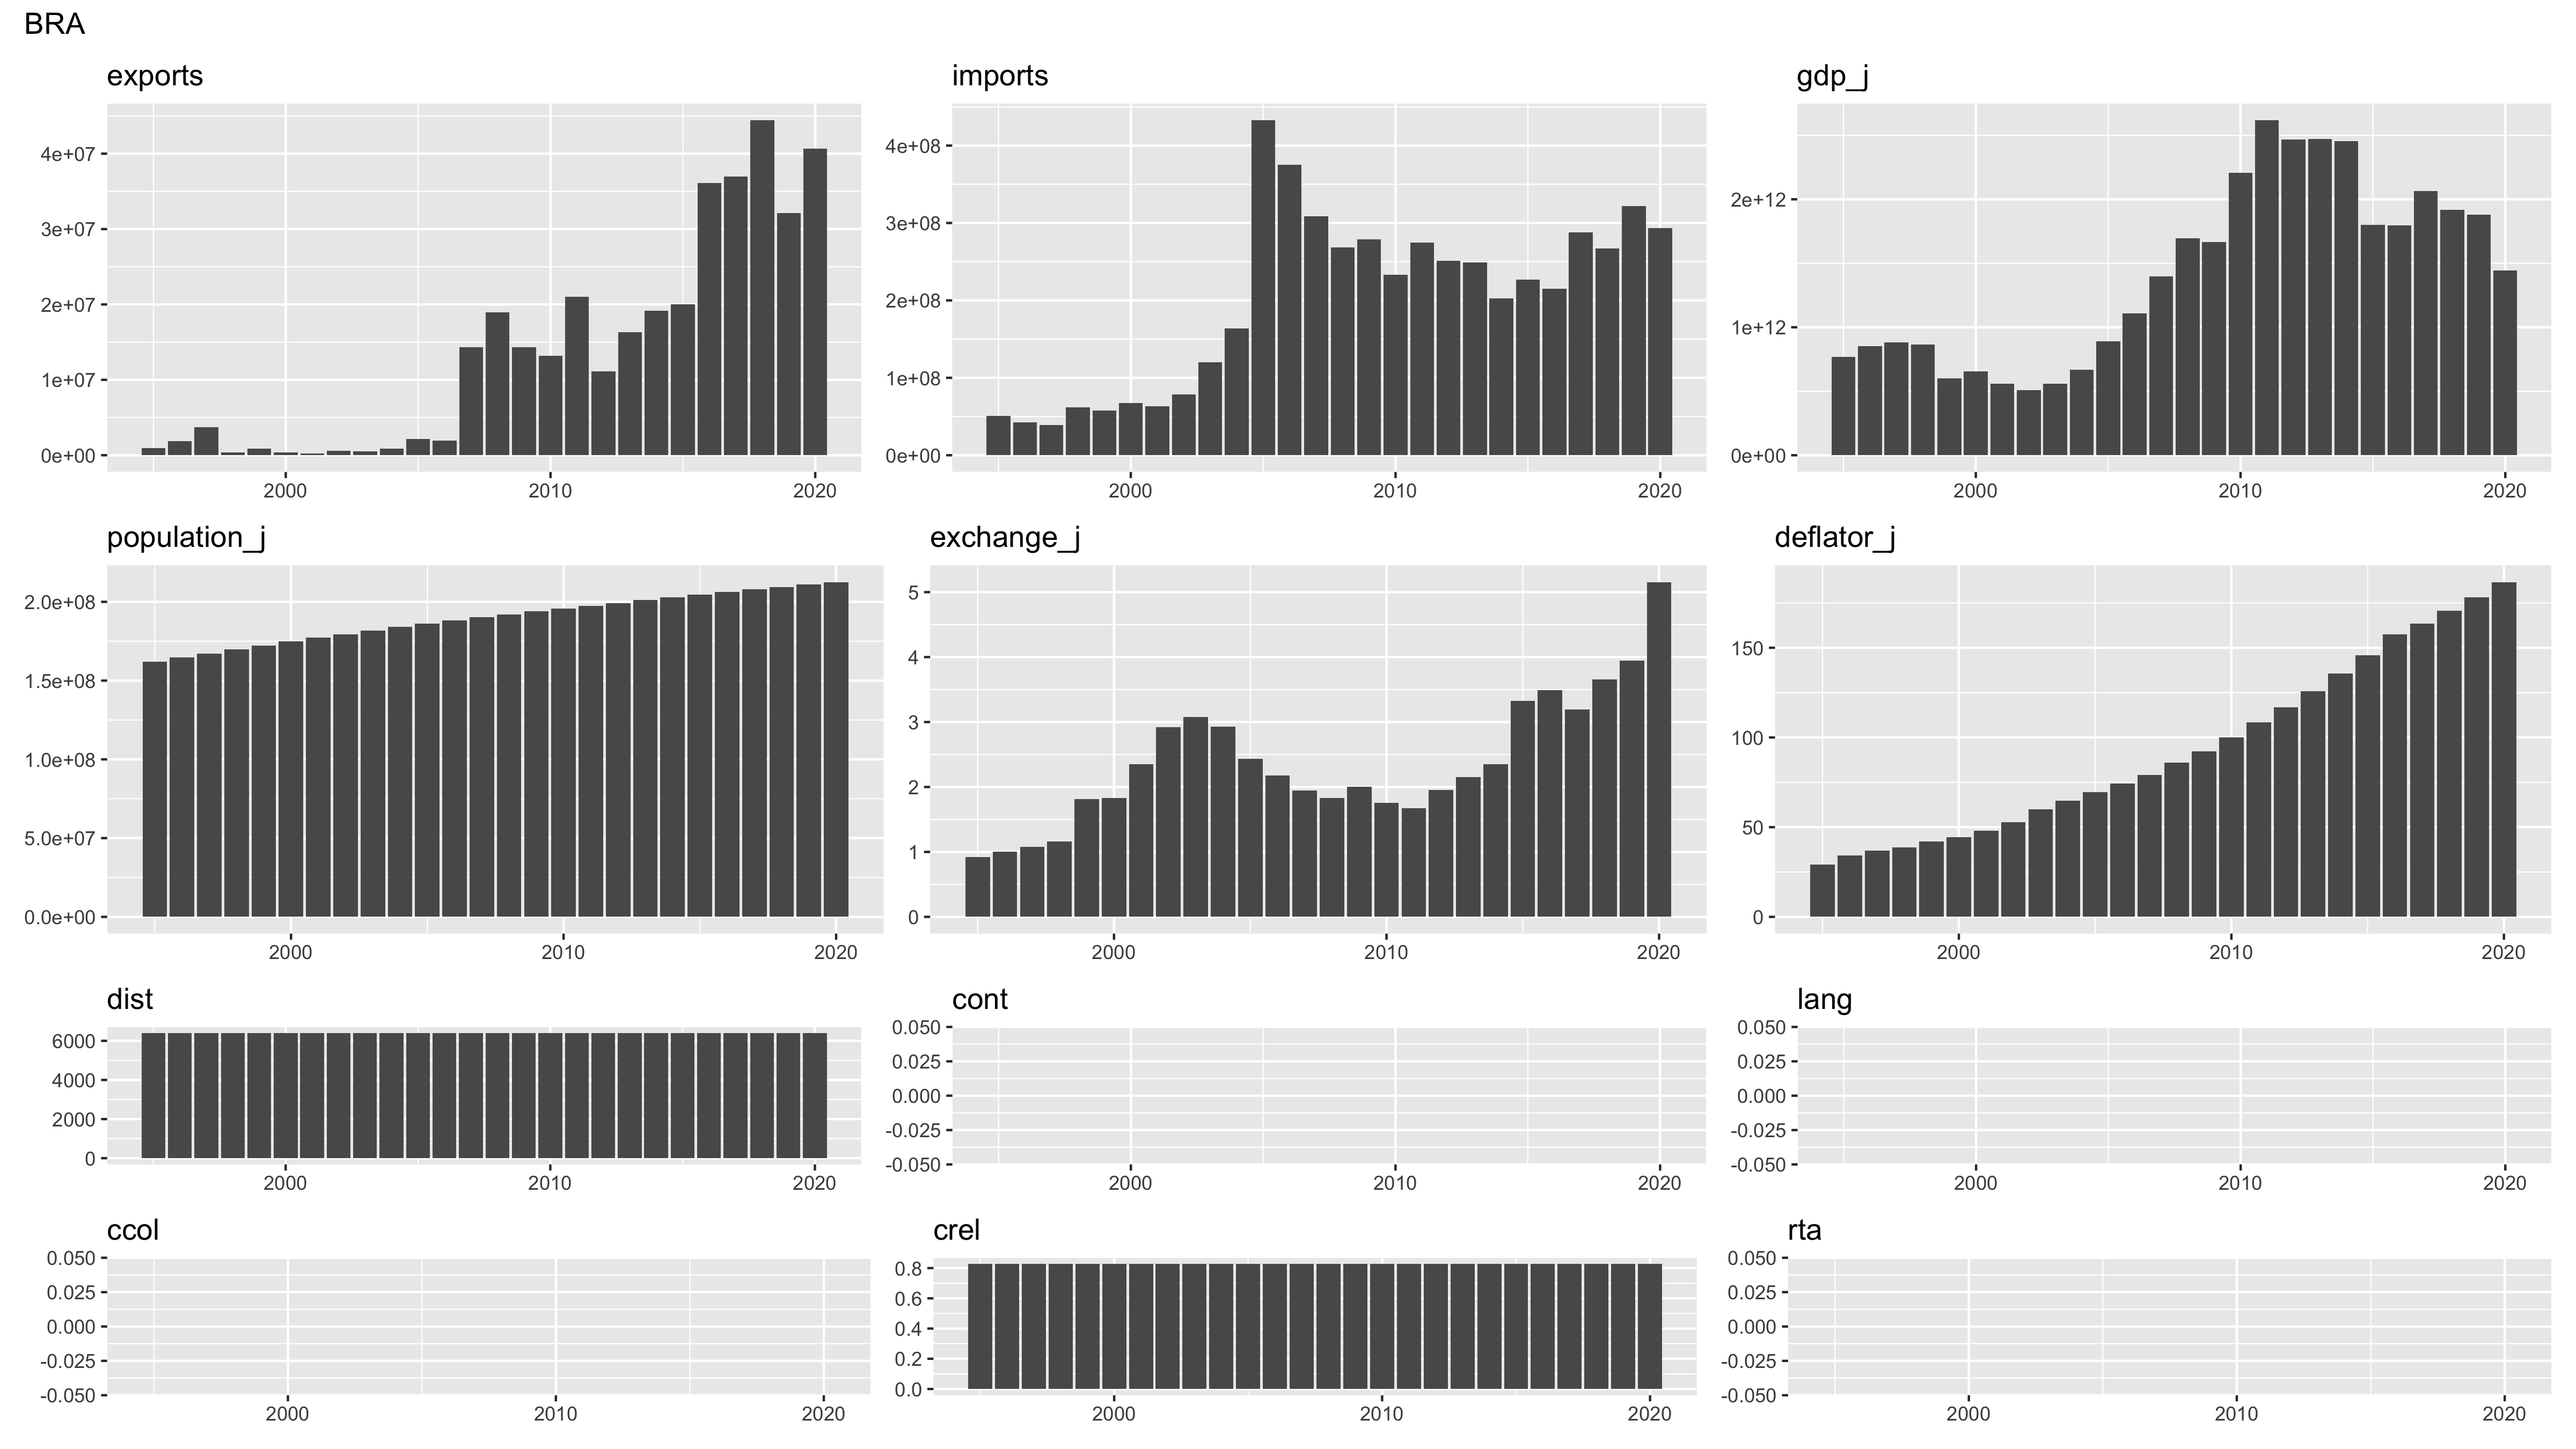 BRA
exports
4e+07
3e+07
2e+07
1e+07
0e+00
2000 2010 2020
imports
4e+08
3e+08
2e+08
1e+08
0e+00
2000 2010 2020
gdp_j
2e+12
1e+12
0e+00
2000 2010 2020
population_j
2.0e+08
1.5e+08
1.0e+08
5.0e+07
0.0e+00
2000 2010 2020
exchange_j
5
4
3
2
1
0
2000 2010 2020
deflator_j
150
100
50
0
2000 2010 2020
dist
6000
4000
2000
0
2000 2010 2020
cont
0.050
0.025
0.000
-0.025
-0.050
2000 2010 2020
lang
0.050
0.025
0.000
-0.025
-0.050
2000 2010 2020
ccol
0.050
0.025
0.000
-0.025
-0.050
2000 2010 2020
crel
0.8
0.6
0.4
0.2
0.0
2000 2010 2020
rta
0.050
0.025
0.000
-0.025
-0.050
2000 2010 2020